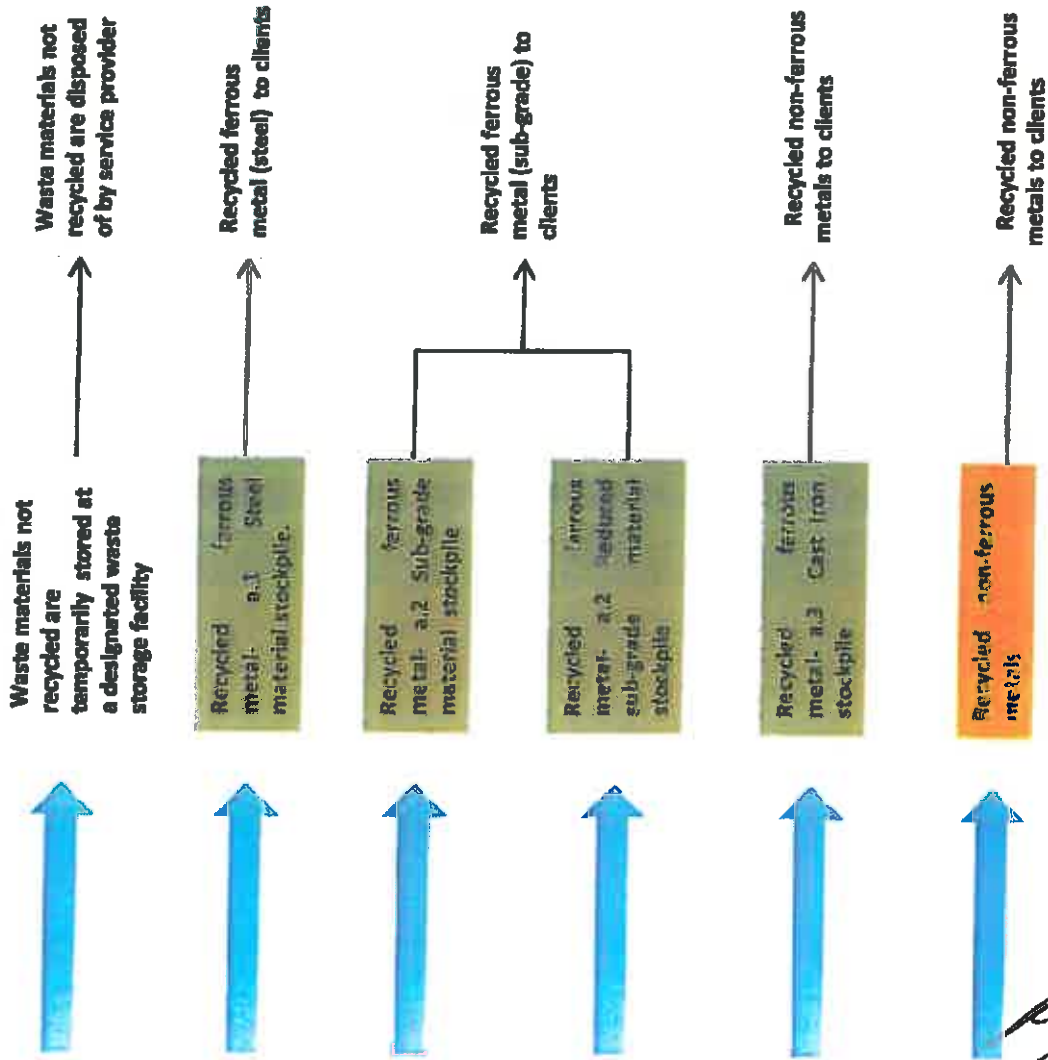 Waste materials not
recycled are
temporarily stored at
a designated waste
storage facility
Wasta materials not
recycled are disposed
of by service provider
Recycled ferrous
metal- a.1 Steel
material stockpile.
Recycled ferrous
metal (steel) to clients
Recycled ferrous
metal- a.2 Sub-grade
material stockpile
Recycled ferrous
metal- a.2 Reduced
sub-grade material
stockpile
Recycled ferrous
metal (sub-grade) to
clients
Recycled ferrous
metal- a.3 Cast Iron
stockpile
Recycled non-ferrous
metals to clients
Recycled non-ferrous
metals
Recycled non-ferrous
metals to clients